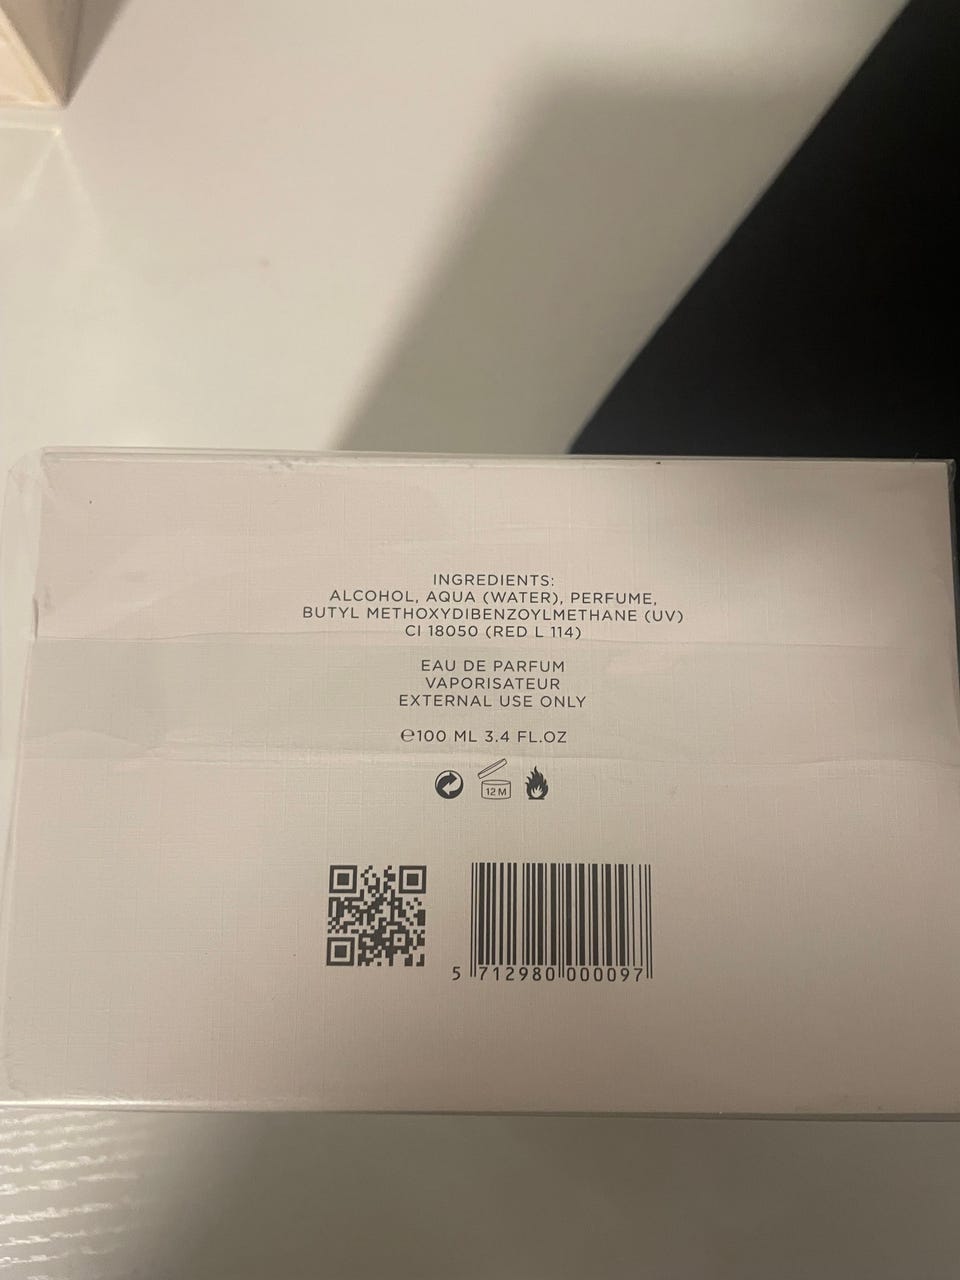 INGREDIENTS:
ALCOHOL, AQUA (WATER), PERFUME,
BUTYL METHOXYDIBENZOYLMETHANE (UV)
CI 18050 (RED L 114)
EAU DE PARFUM
VAPORISATEUR
EXTERNAL USE ONLY
℮100 ML 3.4 FL.OZ
12 M
5 712980 000097